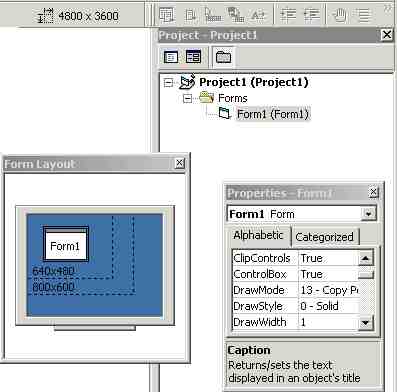 4800 x 3600
Project - Project1
Project1 (Project1)
Forms
Form1 (Form1)
Form Layout
Form1
640x480
800x600
Properties - Form1
Form1 Form
Alphabetic Categorized
ClipControls True
ControlBox True
DrawMode 13 - Copy Pe
DrawStyle 0 - Solid
DrawWidth 1
Caption
Returns/sets the text
displayed in an object's title